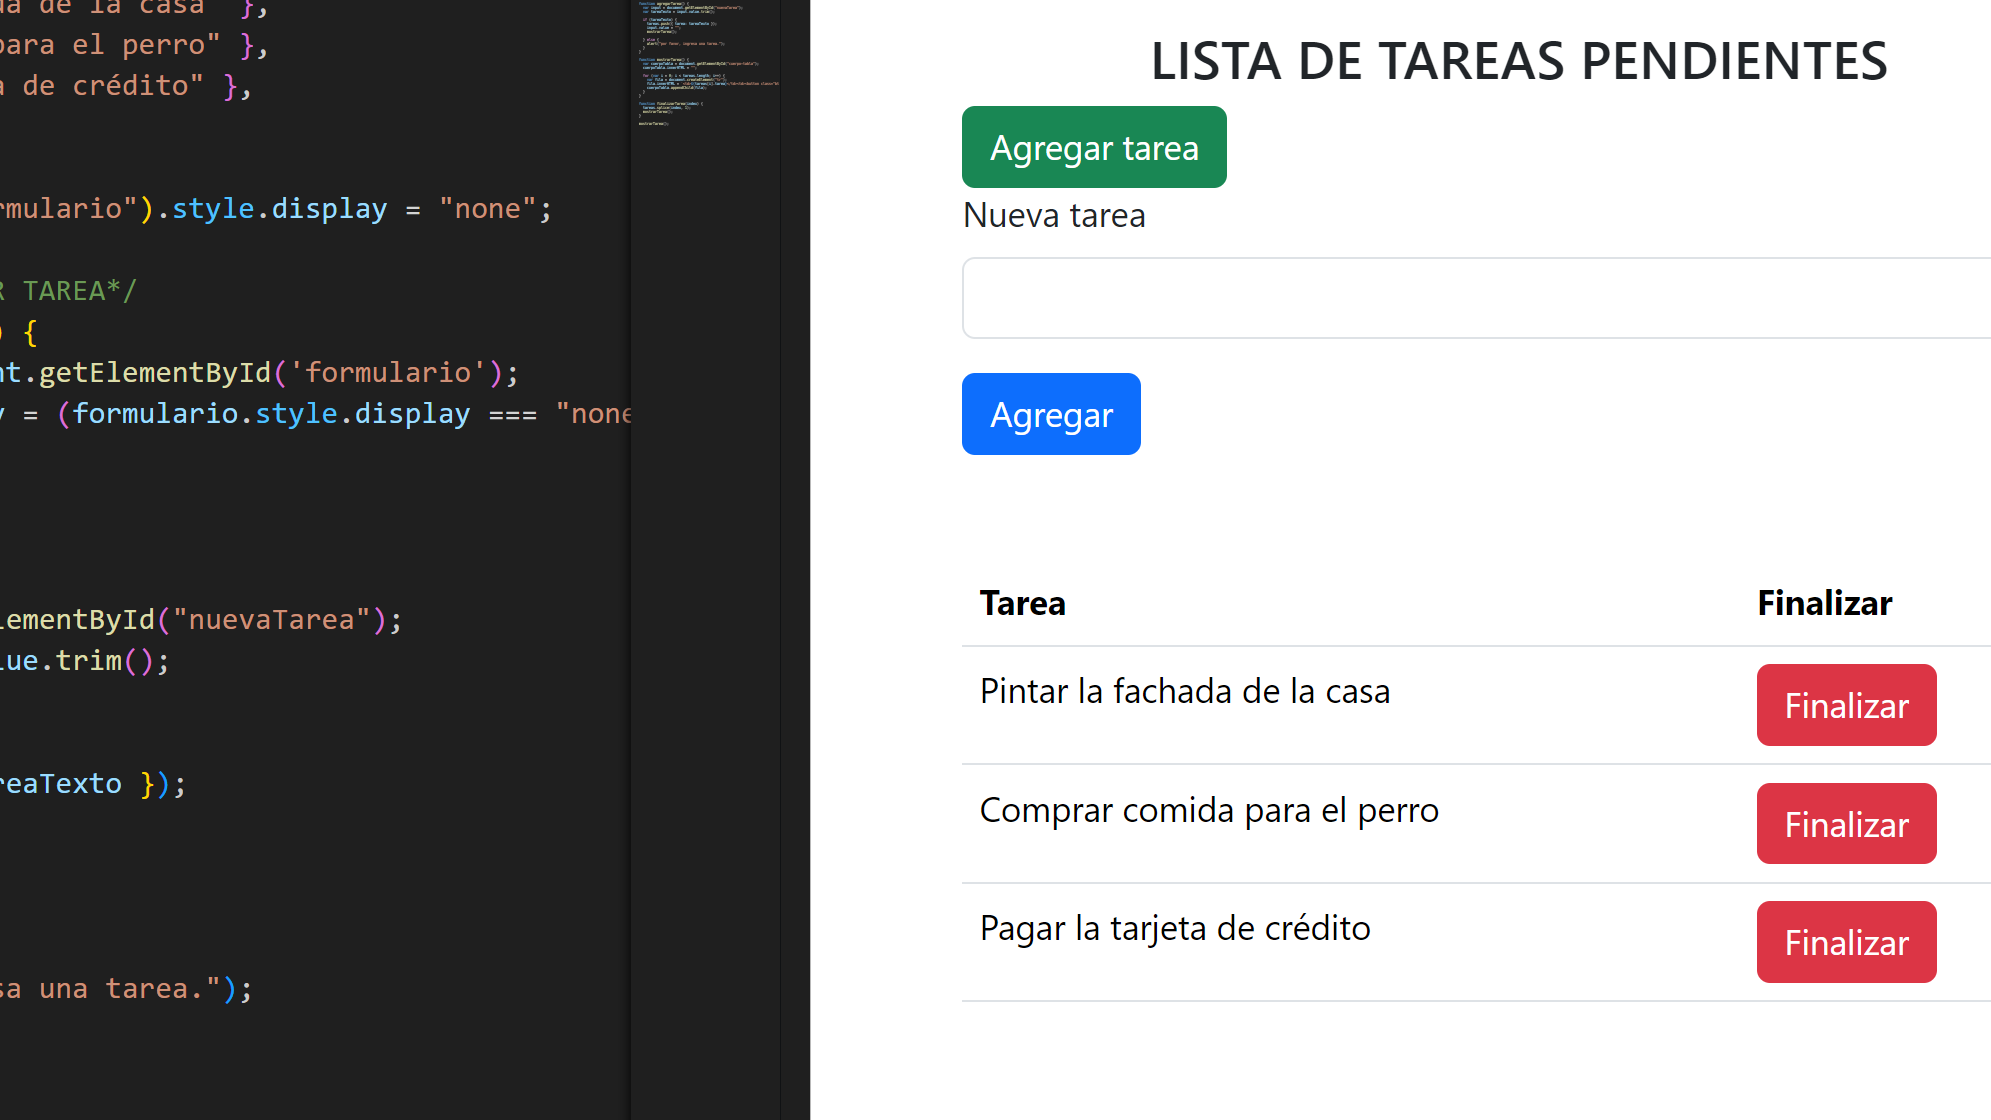 da de la casa" },
para el perro" },
a de crédito" },
rmulario").style.display = "none";
R TAREA*/
) {
nt.getElementById('formulario');
y = (formulario.style.display === "none
lementById("nuevaTarea");
lue.trim();
reaTexto });
sa una tarea.");
LISTA DE TAREAS PENDIENTES
Agregar tarea
Nueva tarea
Agregar
Tarea Finalizar
Pintar la fachada de la casa Finalizar
Comprar comida para el perro Finalizar
Pagar la tarjeta de crédito Finalizar